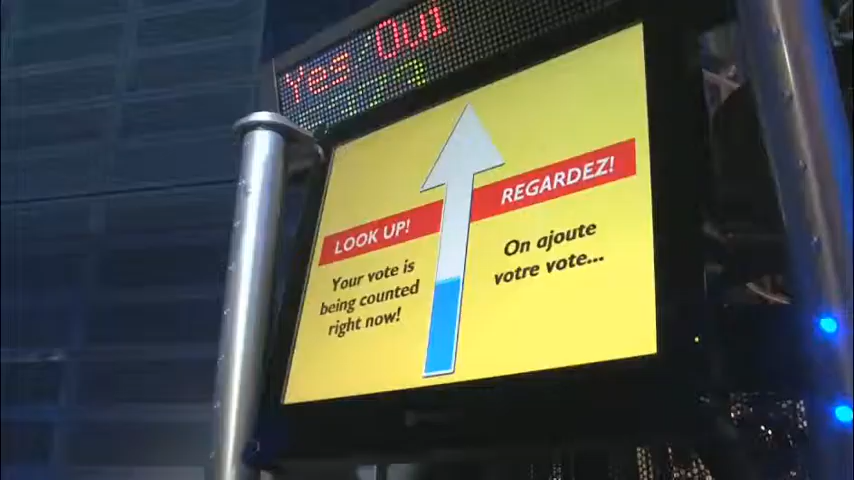 Yes Oui
LOOK UP!
Your vote is
being counted
right now!
REGARDEZ!
On ajoute
votre vote...